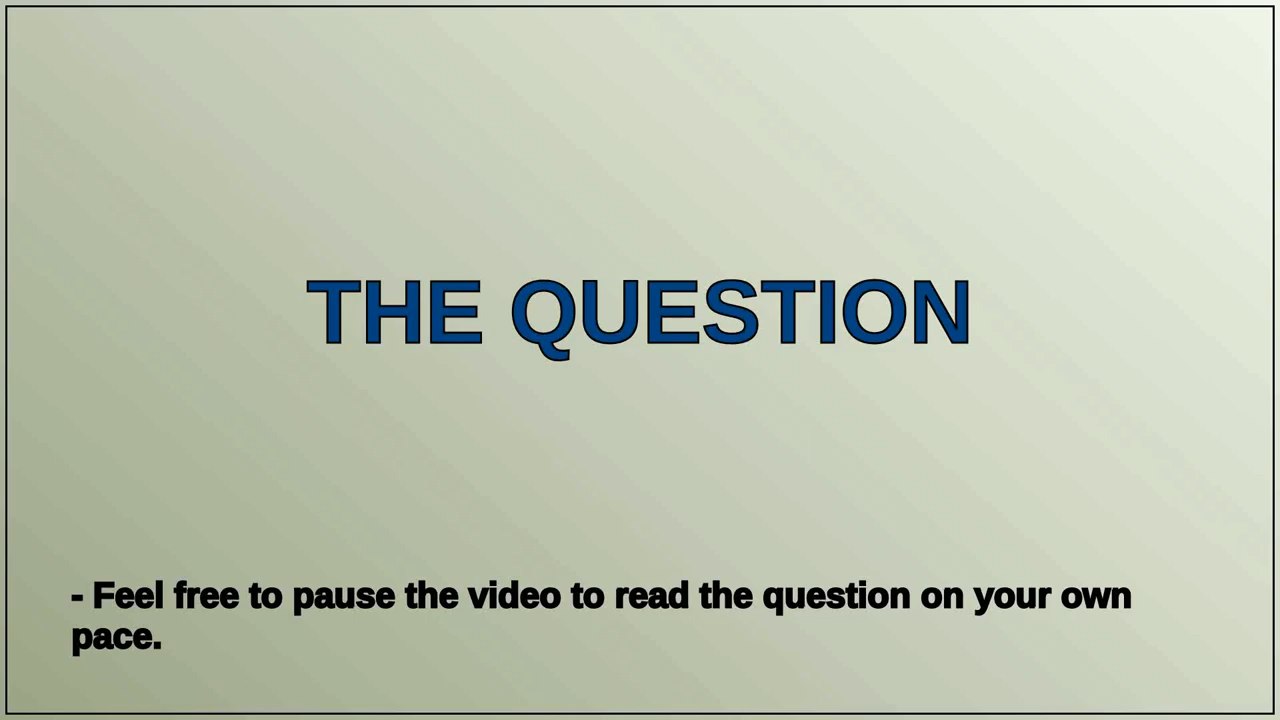 THE QUESTION
- Feel free to pause the video to read the question on your own
pace.